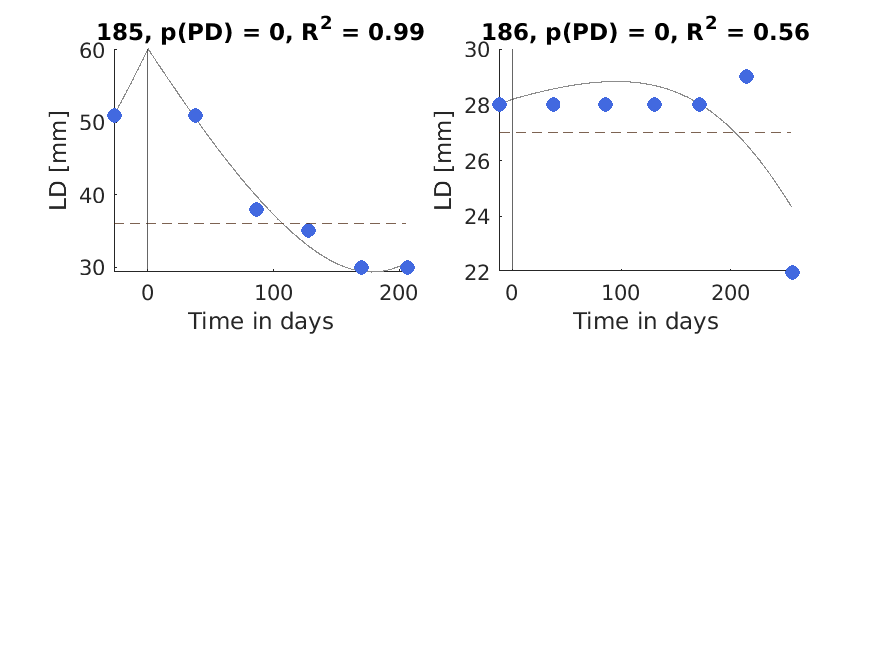 185, p(PD) = 0, R² = 0.99
60
50
40
30
LD [mm]
0 100 200
Time in days
186, p(PD) = 0, R² = 0.56
30
28
26
24
22
LD [mm]
0 100 200
Time in days